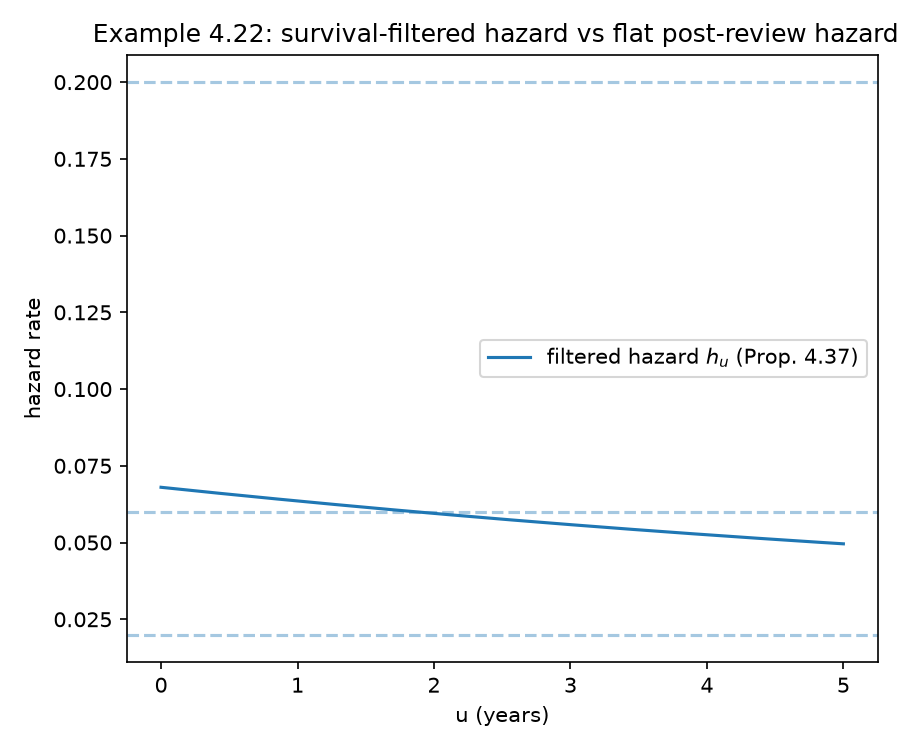 Example 4.22: survival-filtered hazard vs flat post-review hazard
0.200
0.175
0.150
0.125
0.100
0.075
0.050
0.025
hazard rate
filtered hazard hᵤ (Prop. 4.37)
0 1 2 3 4 5
u (years)